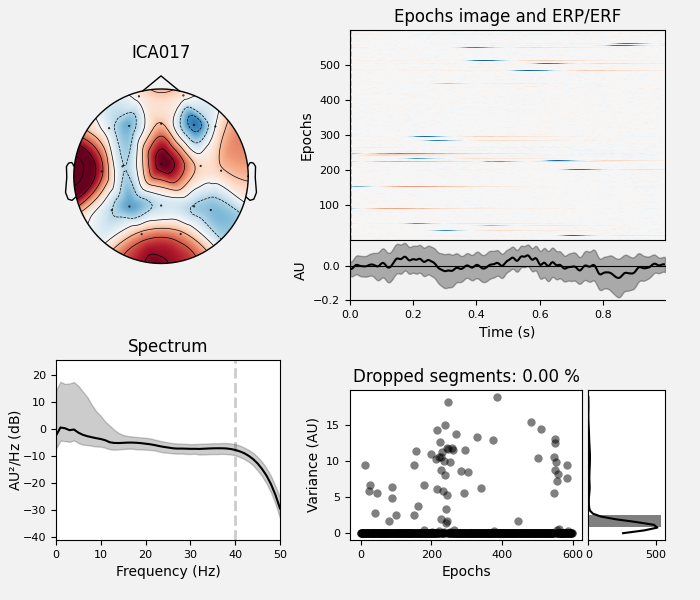 Epochs image and ERP/ERF
ICA017
Epochs
500
400
300
200
100
AU
0.0
−0.2
0.0 0.2 0.4 0.6 0.8
Time (s)
Spectrum
AU²/Hz (dB)
20
10
0
−10
−20
−30
−40
0 10 20 30 40 50
Frequency (Hz)
Dropped segments: 0.00 %
Variance (AU)
15
10
5
0
0 200 400 600
Epochs
0 500